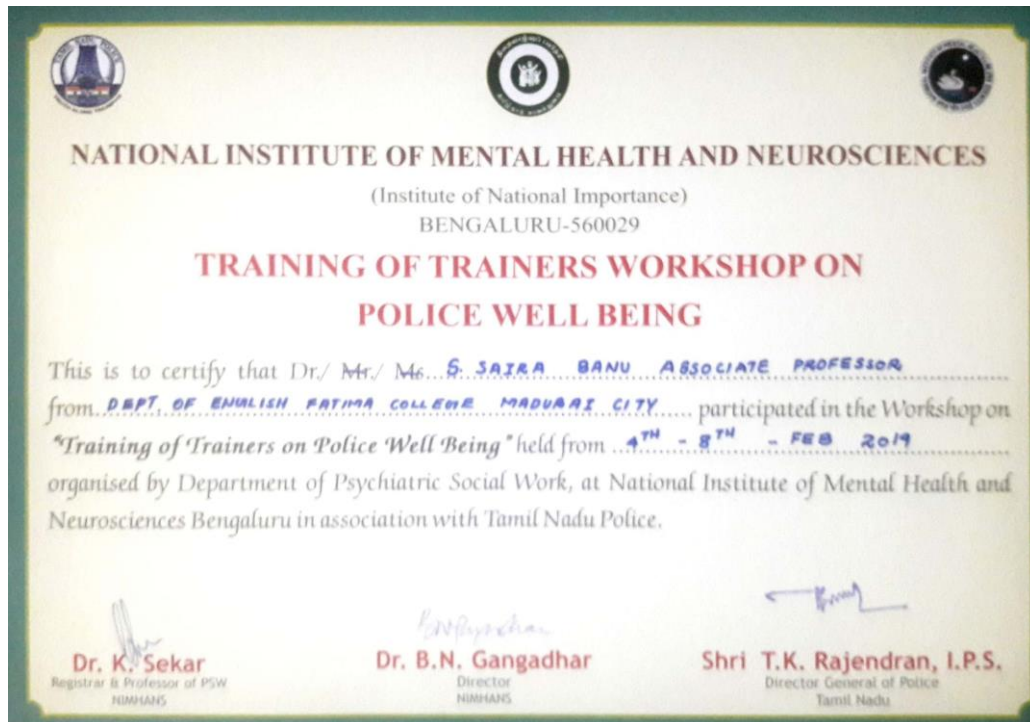 TAMIL NADU POLICE
NATIONAL INSTITUTE OF MENTAL HEALTH AND NEUROSCIENCES
(Institute of National Importance)
BENGALURU-560029
TRAINING OF TRAINERS WORKSHOP ON
POLICE WELL BEING
This is to certify that Dr./ Mr./ Ms. S. SAIRA BANU ASSOCIATE PROFESSOR
from DEPT. OF ENGLISH FATIMA COLLEGE MADURAI CITY participated in the Workshop on
"Training of Trainers on Police Well Being" held from 4TH - 8TH - FEB 2019
organised by Department of Psychiatric Social Work, at National Institute of Mental Health and
Neurosciences Bengaluru in association with Tamil Nadu Police.
Dr. K. Sekar
Registrar & Professor of PSW
NIMHANS
Dr. B.N. Gangadhar
Director
NIMHANS
Shri T.K. Rajendran, I.P.S.
Director General of Police
Tamil Nadu